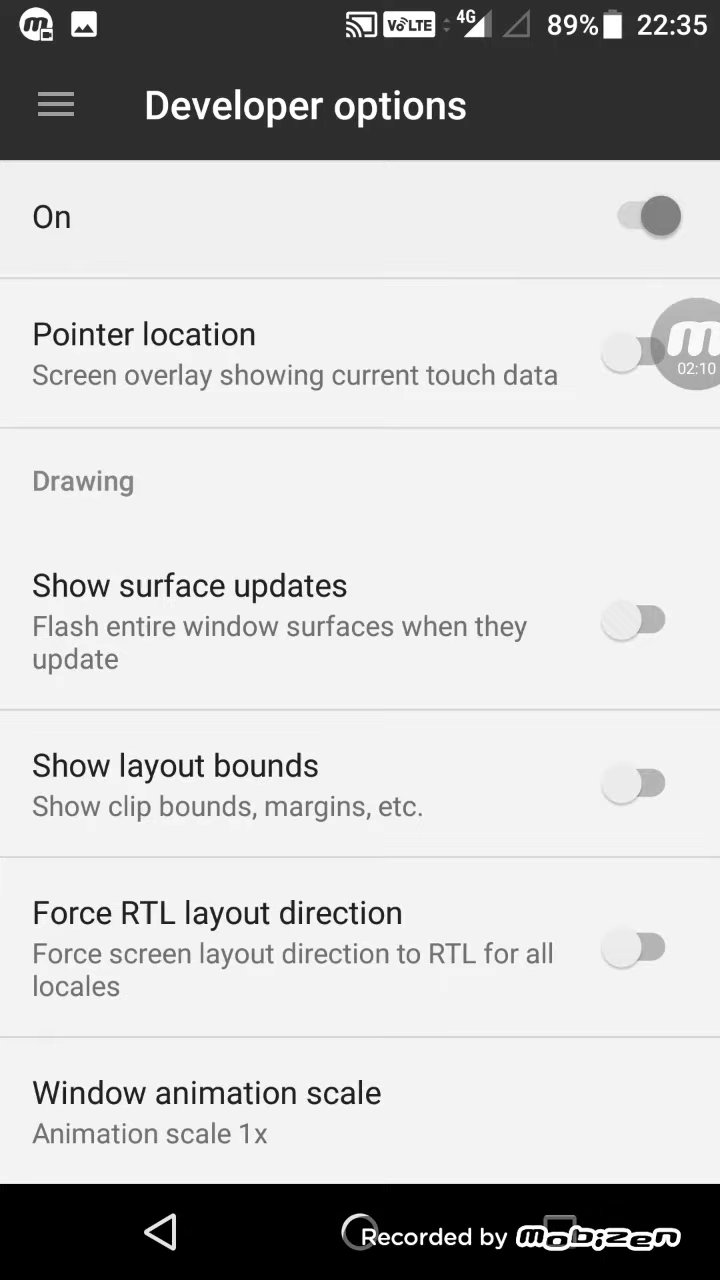 m VoLTE 4G 89% 22:35
Developer options
On
Pointer location
Screen overlay showing current touch data
m
02:10
Drawing
Show surface updates
Flash entire window surfaces when they
update
Show layout bounds
Show clip bounds, margins, etc.
Force RTL layout direction
Force screen layout direction to RTL for all
locales
Window animation scale
Animation scale 1x
Recorded by mobizen